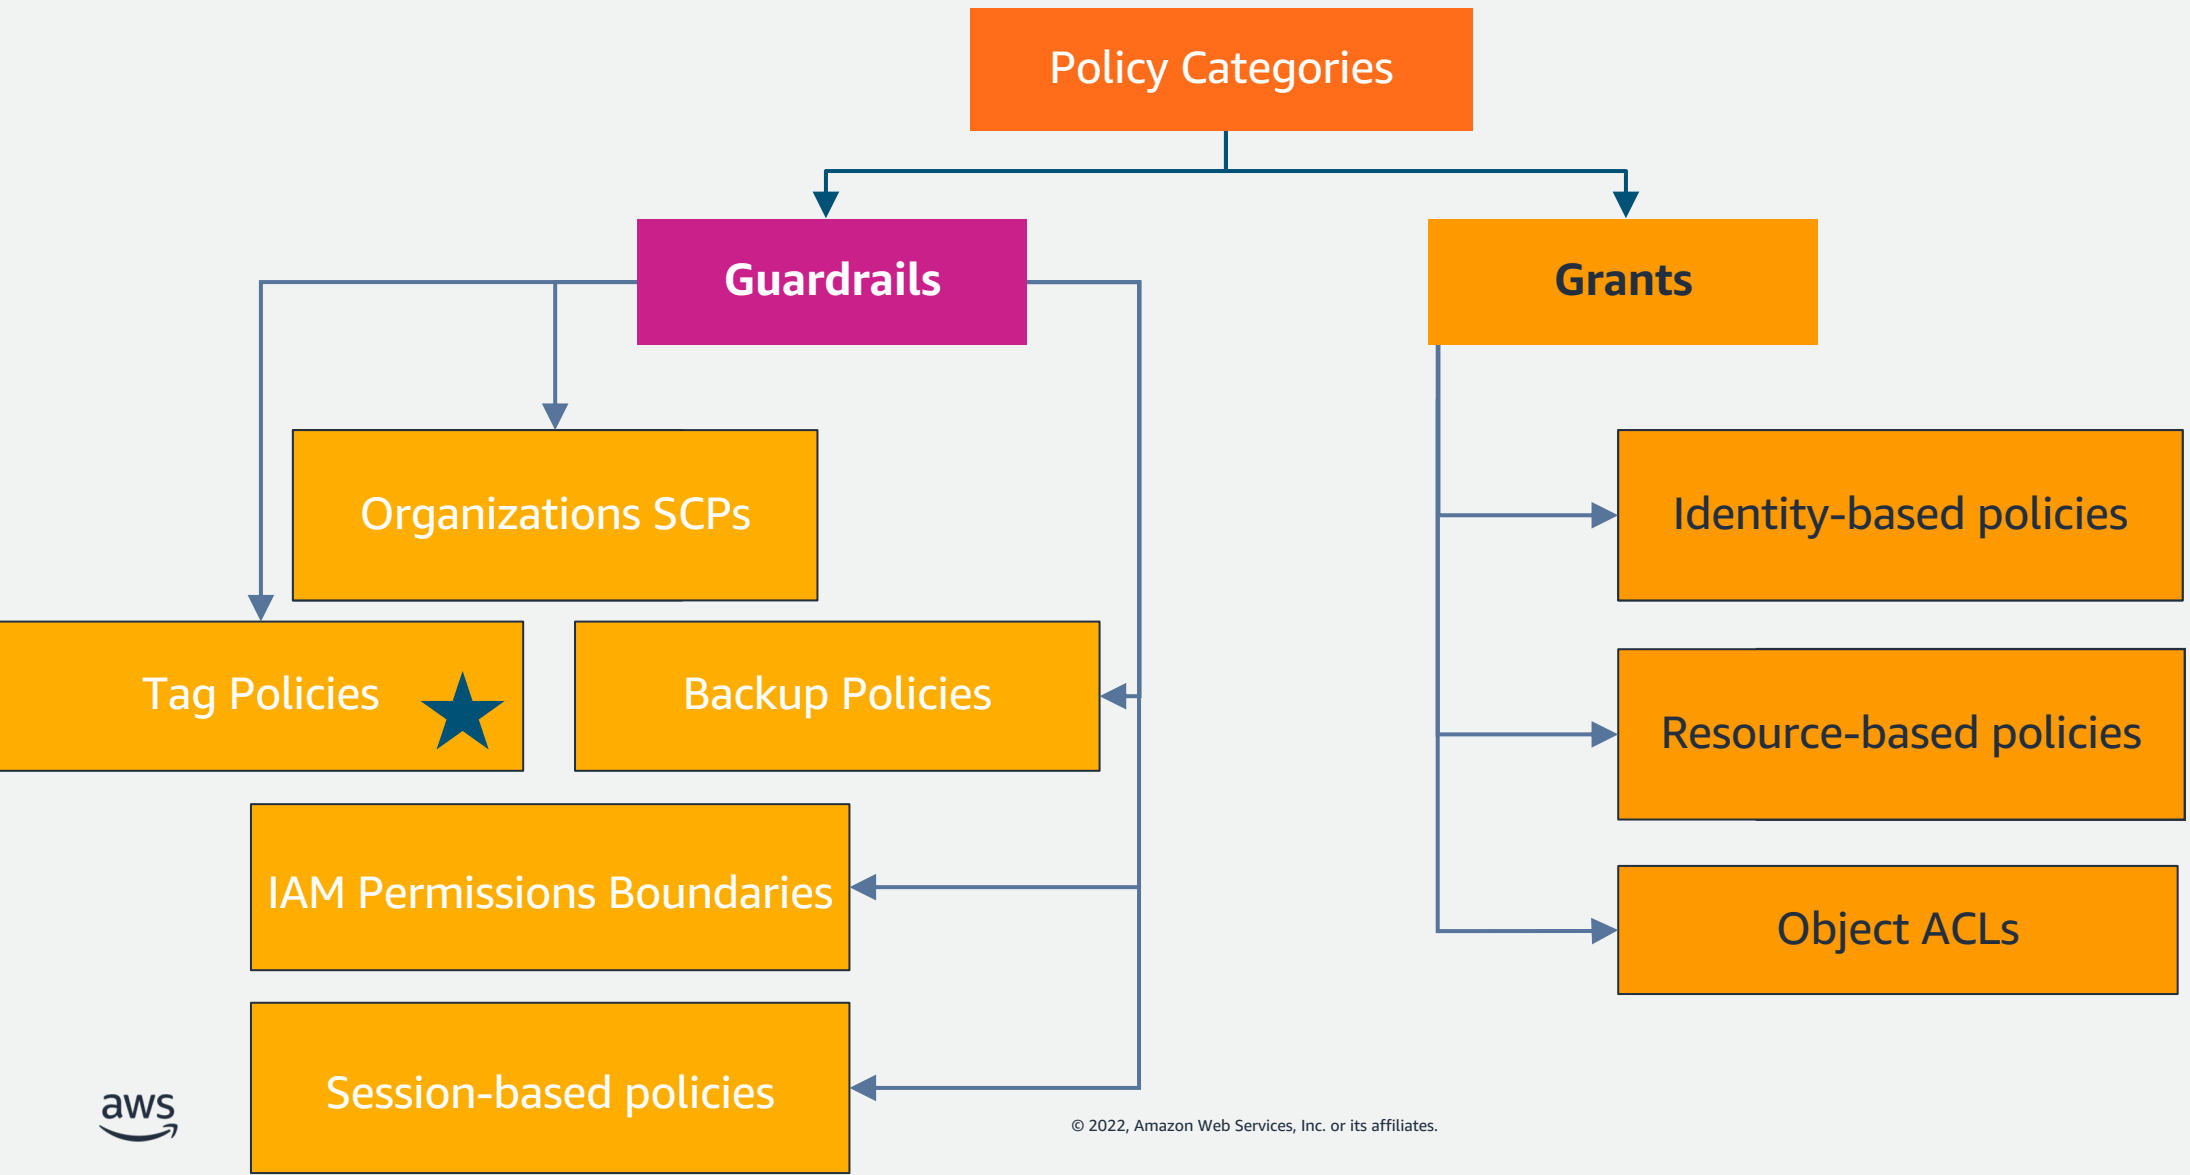 Policy Categories
Guardrails
Grants
Organizations SCPs
Tag Policies
Backup Policies
IAM Permissions Boundaries
Session-based policies
Identity-based policies
Resource-based policies
Object ACLs
aws
© 2022, Amazon Web Services, Inc. or its affiliates.